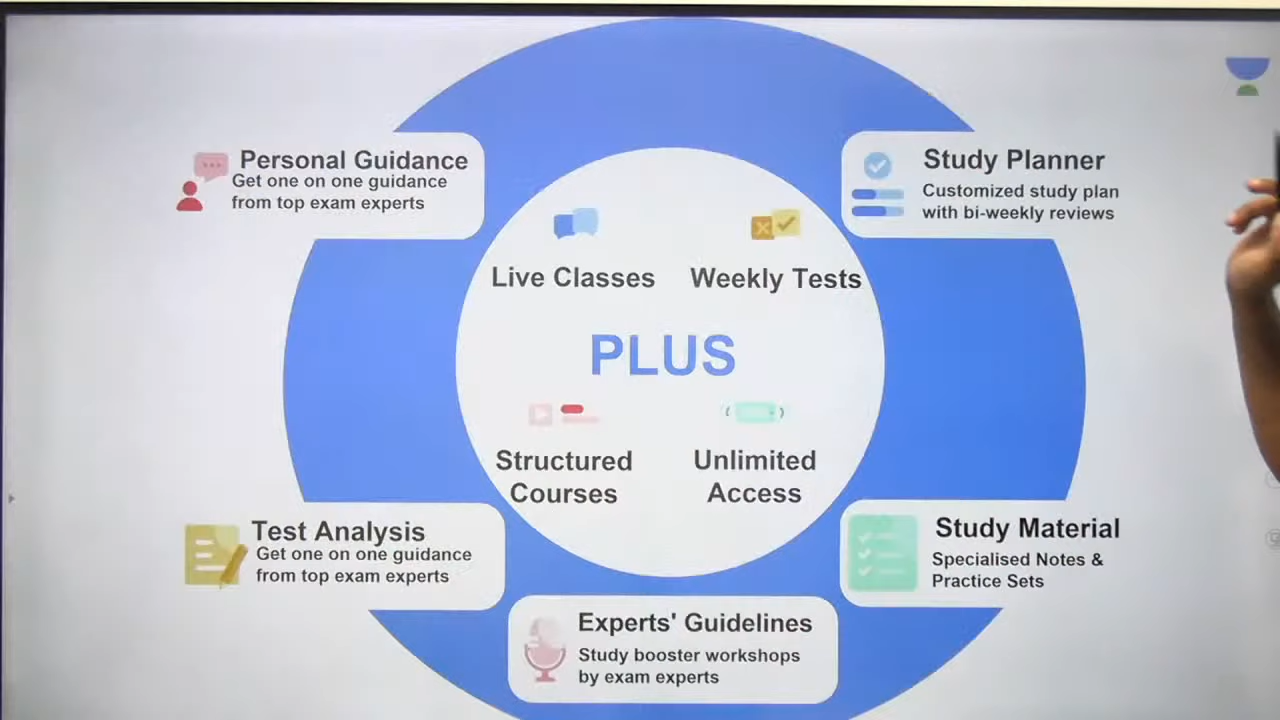 Personal Guidance
Get one on one guidance
from top exam experts
Study Planner
Customized study plan
with bi-weekly reviews
Live Classes
Weekly Tests
PLUS
Structured
Courses
Unlimited
Access
Test Analysis
Get one on one guidance
from top exam experts
Study Material
Specialised Notes &
Practice Sets
Experts' Guidelines
Study booster workshops
by exam experts